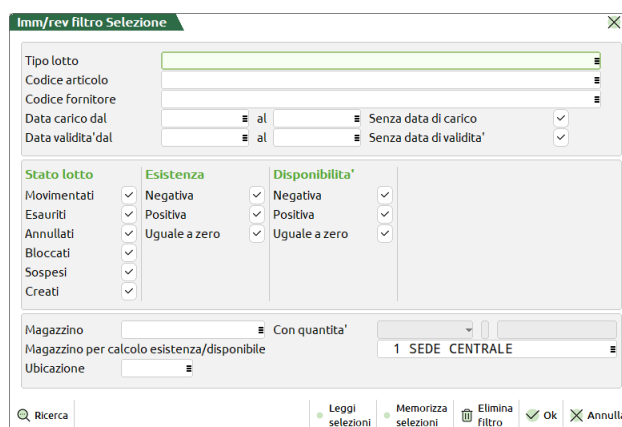 Imm/rev filtro Selezione
Tipo lotto
Codice articolo
Codice fornitore
Data carico dal al Senza data di carico
Data validita'dal al Senza data di validita'
Stato lotto Esistenza Disponibilita'
Movimentati Negativa Negativa
Esauriti Positiva Positiva
Annullati Uguale a zero Uguale a zero
Bloccati
Sospesi
Creati
Magazzino Con quantita'
Magazzino per calcolo esistenza/disponibile 1 SEDE CENTRALE
Ubicazione
Ricerca Leggi selezioni Memorizza selezioni Elimina filtro Ok Annulla